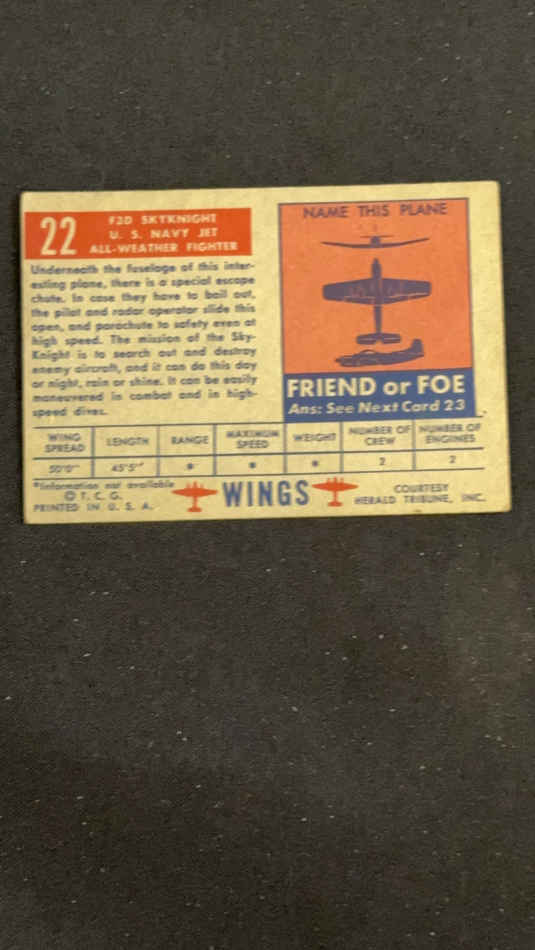 22
F2D SKYKNIGHT
U. S. NAVY JET
ALL-WEATHER FIGHTER
Underneath the fuselage of this inter-
esting plane, there is a special escape
chute. In case they have to bail out,
the pilot and radar operator slide this
open, and parachute to safety even at
high speed. The mission of the Sky-
Knight is to search out and destroy
enemy aircraft, and it can do this day
or night, rain or shine. It can be easily
maneuvered in combat and in high-
speed dives.
NAME THIS PLANE
FRIEND or FOE
Ans: See Next Card 23
WING SPREAD LENGTH RANGE MAXIMUM SPEED WEIGHT NUMBER OF CREW NUMBER OF ENGINES
50'0" 45'5" * * * 2 2
*Information not available
© T. C. G.
PRINTED IN U. S. A.
WINGS
COURTESY
HERALD TRIBUNE, INC.